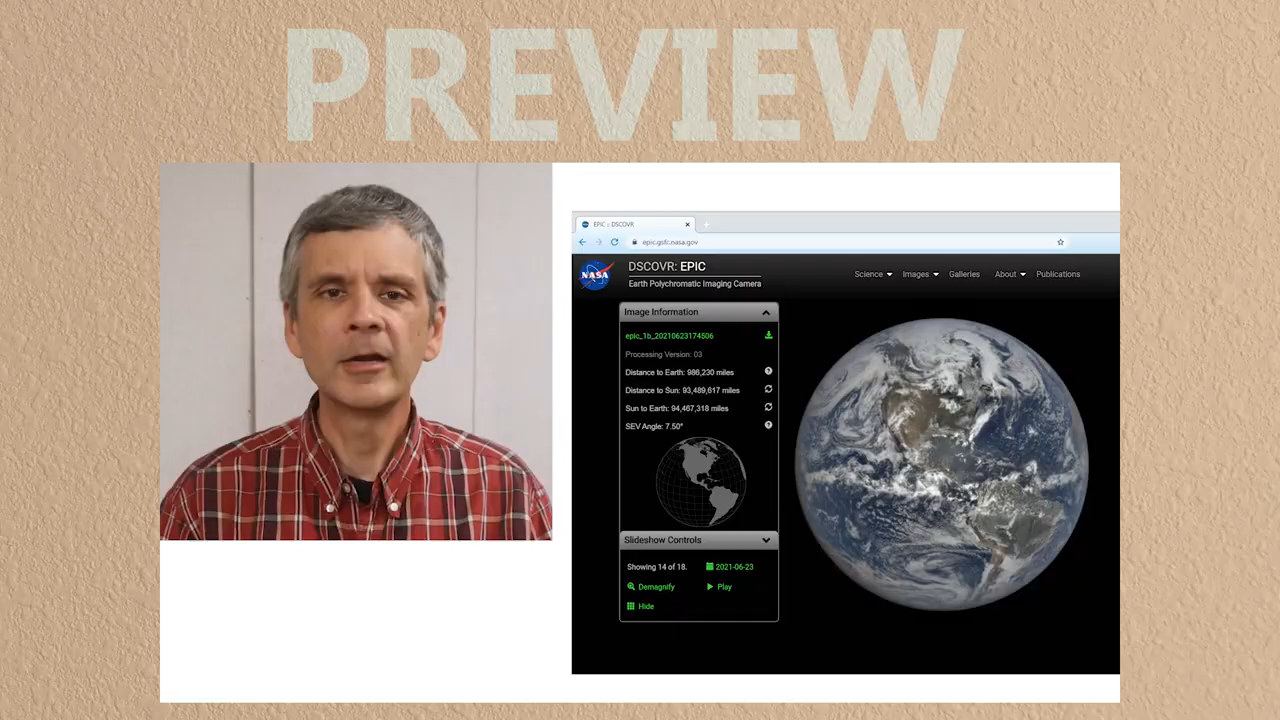 PREVIEW
EPIC :: DSCOVR
epic.gsfc.nasa.gov
NASA
DSCOVR: EPIC
Earth Polychromatic Imaging Camera
Science Images Galleries About Publications
Image Information
epic_1b_20210623174506
Processing Version: 03
Distance to Earth: 986,230 miles
Distance to Sun: 93,489,617 miles
Sun to Earth: 94,467,318 miles
SEV Angle: 7.50°
Slideshow Controls
Showing 14 of 18. 2021-06-23
Demagnify Play
Hide